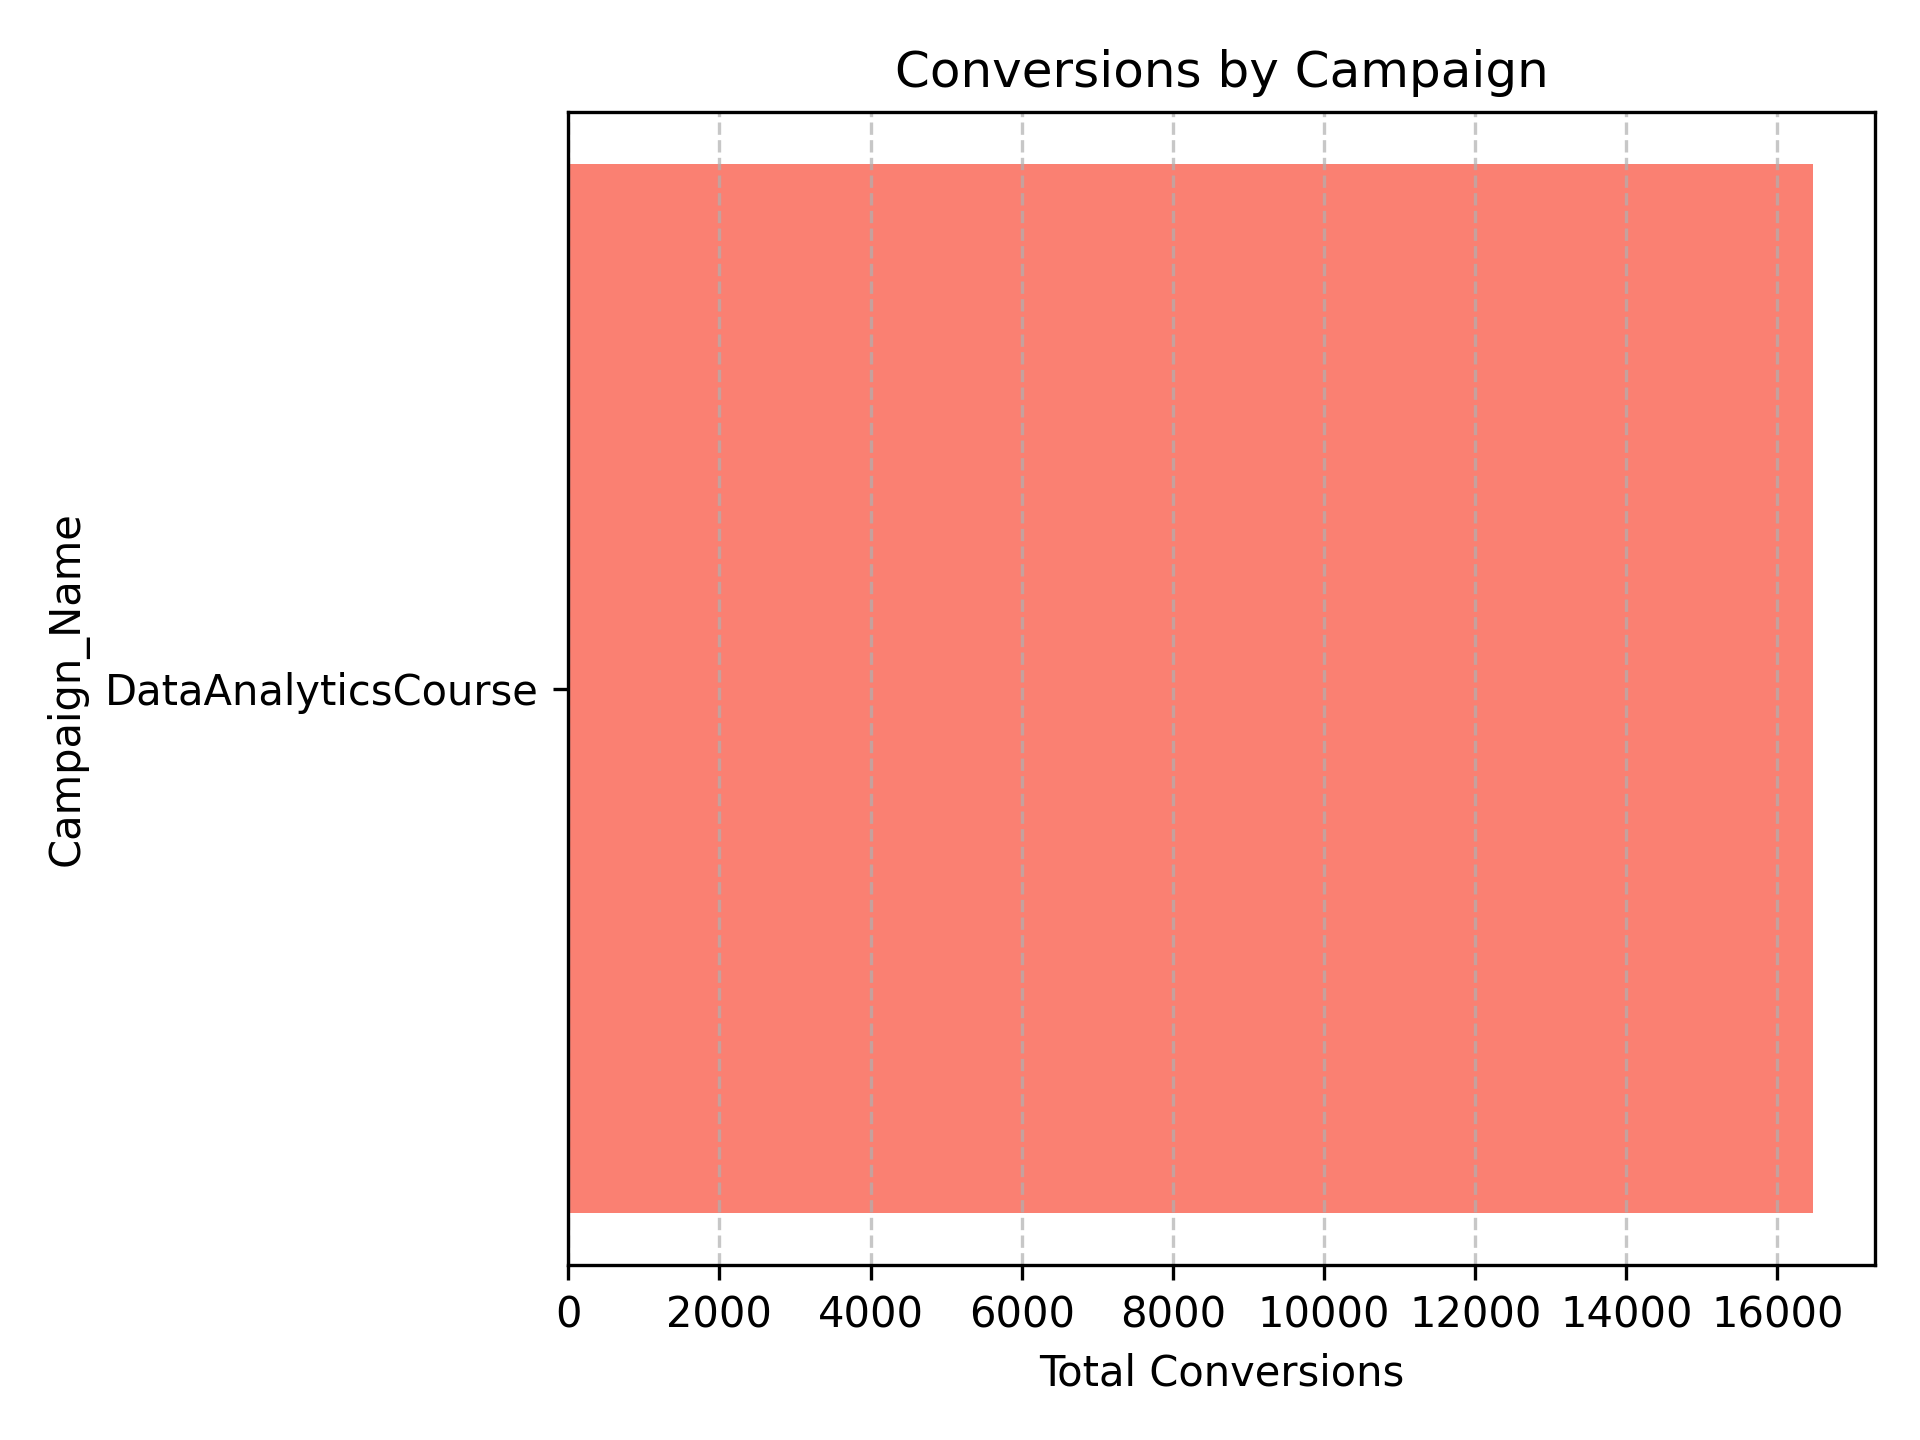 Conversions by Campaign
Campaign_Name
DataAnalyticsCourse
0 2000 4000 6000 8000 10000 12000 14000 16000
Total Conversions